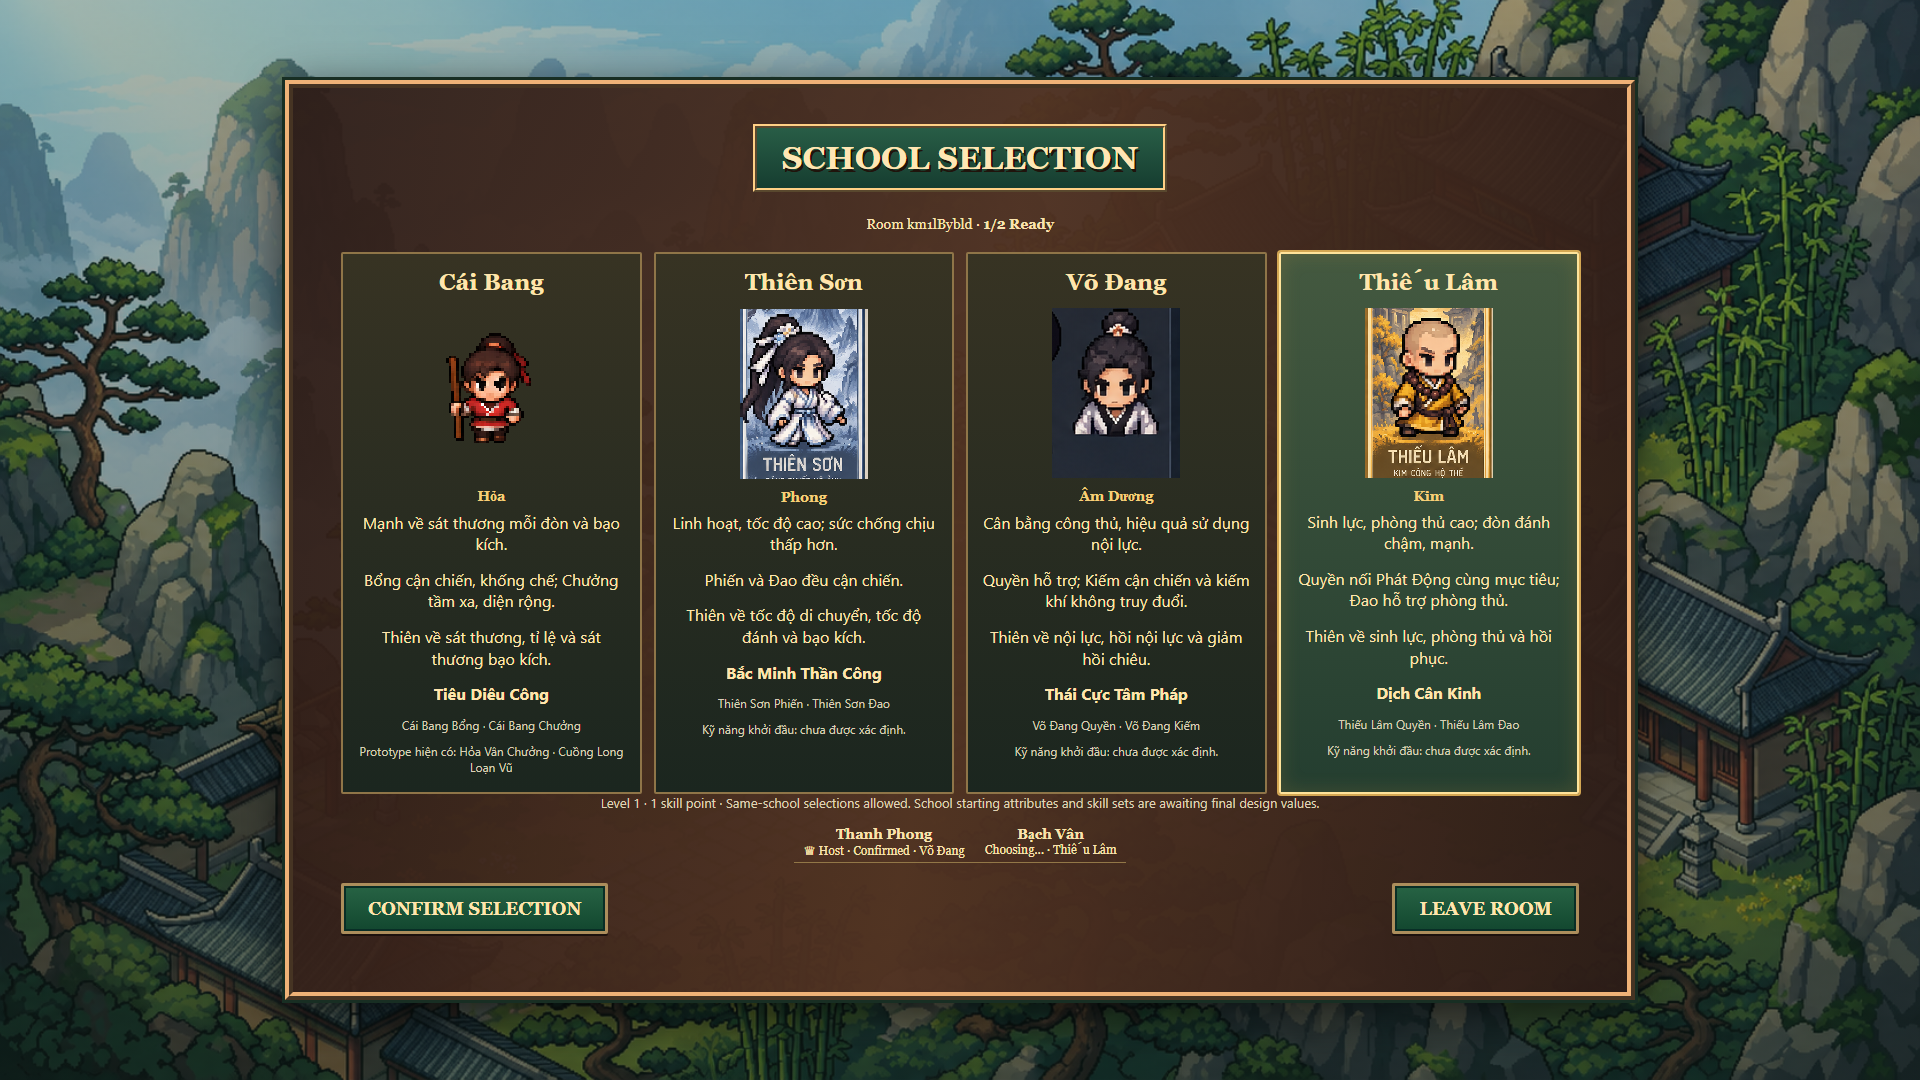 SCHOOL SELECTION
Room km1lBybld · 1/2 Ready
Cái Bang
Hỏa
Mạnh về sát thương mỗi đòn và bạo
kích.
Bổng cận chiến, khống chế; Chưởng
tầm xa, diện rộng.
Thiên về sát thương, tỉ lệ và sát
thương bạo kích.
Tiêu Diêu Công
Cái Bang Bổng · Cái Bang Chưởng
Prototype hiện có: Hỏa Vân Chưởng · Cuồng Long
Loạn Vũ
Thiên Sơn
THIÊN SƠN
Phong
Linh hoạt, tốc độ cao; sức chống chịu
thấp hơn.
Phiến và Đao đều cận chiến.
Thiên về tốc độ di chuyển, tốc độ
đánh và bạo kích.
Bắc Minh Thần Công
Thiên Sơn Phiến · Thiên Sơn Đao
Kỹ năng khởi đầu: chưa được xác định.
Võ Đang
Âm Dương
Cân bằng công thủ, hiệu quả sử dụng
nội lực.
Quyền hỗ trợ; Kiếm cận chiến và kiếm
khí không truy đuổi.
Thiên về nội lực, hồi nội lực và giảm
hồi chiêu.
Thái Cực Tâm Pháp
Võ Đang Quyền · Võ Đang Kiếm
Kỹ năng khởi đầu: chưa được xác định.
Thiếu Lâm
THIẾU LÂM
KIM CÔNG HỘ THỂ
Kim
Sinh lực, phòng thủ cao; đòn đánh
chậm, mạnh.
Quyền nối Phát Động cùng mục tiêu;
Đao hỗ trợ phòng thủ.
Thiên về sinh lực, phòng thủ và hồi
phục.
Dịch Cân Kinh
Thiếu Lâm Quyền · Thiếu Lâm Đao
Kỹ năng khởi đầu: chưa được xác định.
Level 1 · 1 skill point · Same-school selections allowed. School starting attributes and skill sets are awaiting final design values.
Thanh Phong
♛ Host · Confirmed · Võ Đang
Bạch Vân
Choosing... · Thiếu Lâm
CONFIRM SELECTION
LEAVE ROOM